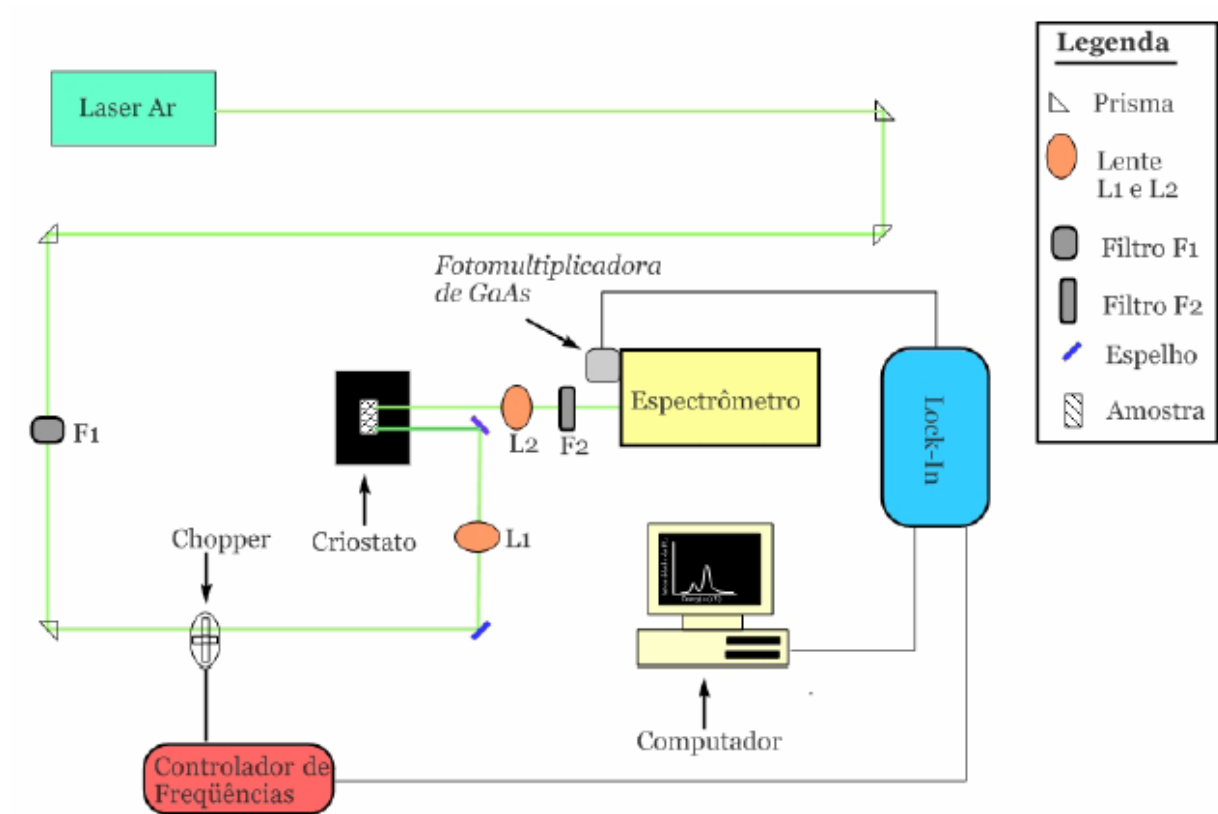 Laser Ar
Legenda
Prisma
Lente
L1 e L2
Filtro F1
Filtro F2
Espelho
Amostra
Fotomultiplicadora
de GaAs
Espectrômetro
Lock-In
F1
L2
F2
Criostato
L1
Chopper
Computador
Controlador de
Freqüências